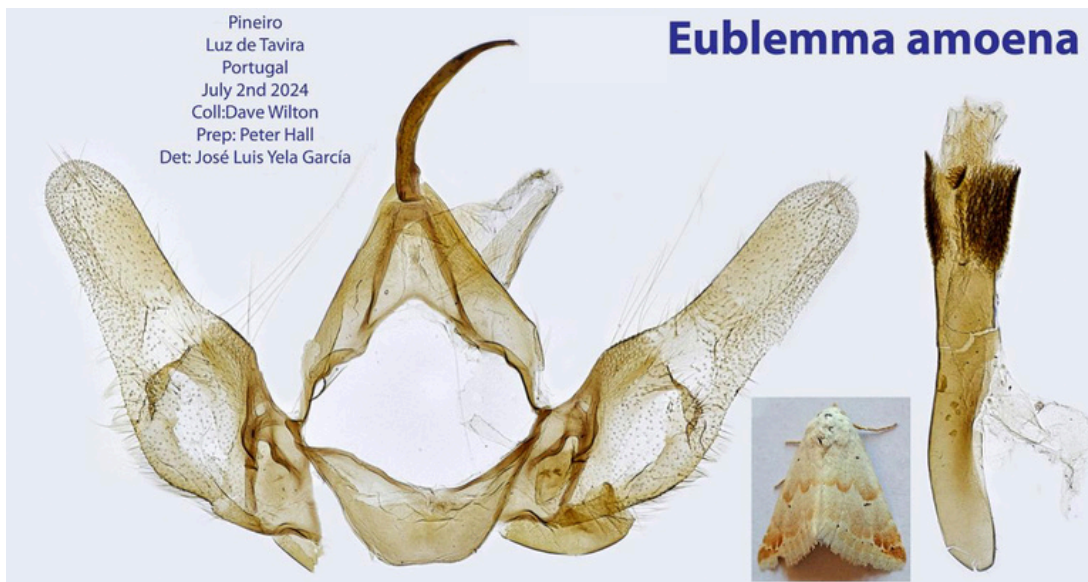 Pineiro
Luz de Tavira
Portugal
July 2nd 2024
Coll:Dave Wilton
Prep: Peter Hall
Det: José Luis Yela García
Eublemma amoena